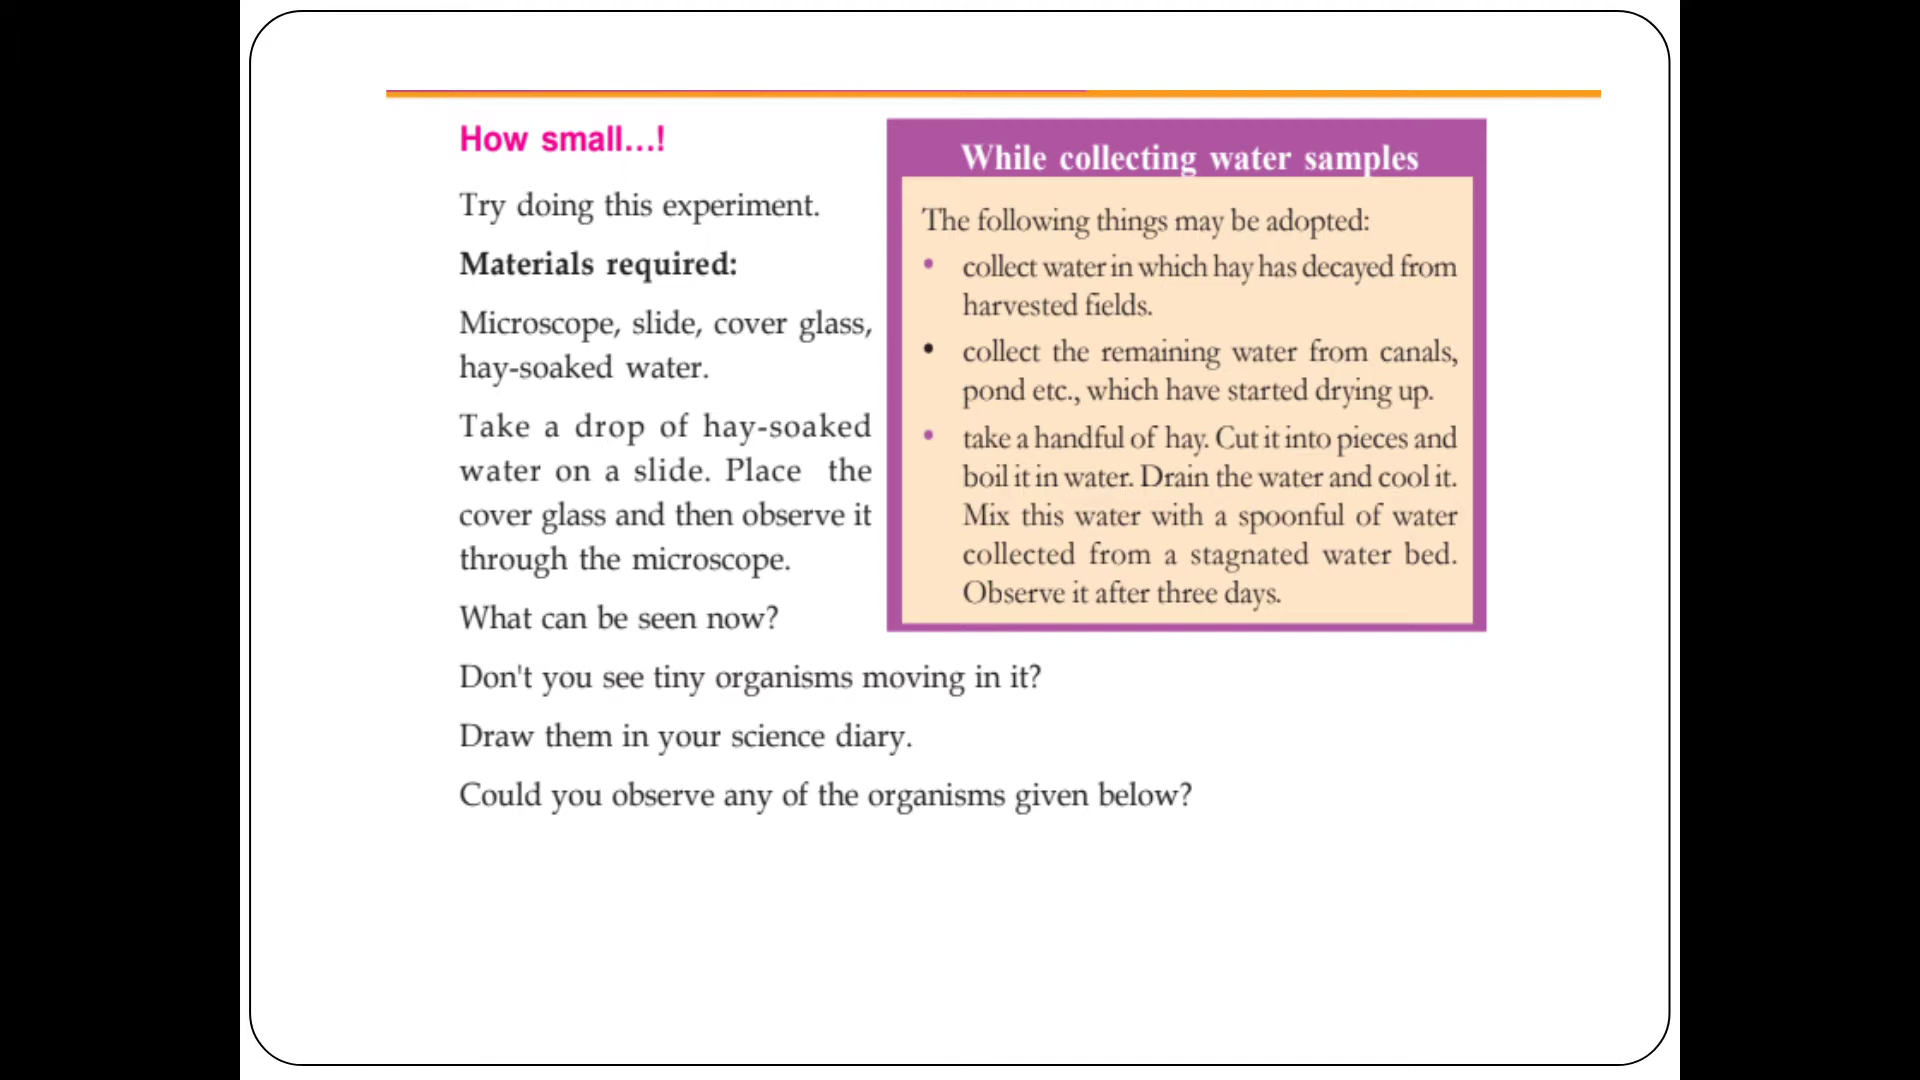 How small...!
Try doing this experiment.
Materials required:
Microscope, slide, cover glass,
hay-soaked water.
Take a drop of hay-soaked
water on a slide. Place the
cover glass and then observe it
through the microscope.
What can be seen now?
While collecting water samples
The following things may be adopted:
• collect water in which hay has decayed from
harvested fields.
• collect the remaining water from canals,
pond etc., which have started drying up.
• take a handful of hay. Cut it into pieces and
boil it in water. Drain the water and cool it.
Mix this water with a spoonful of water
collected from a stagnated water bed.
Observe it after three days.
Don't you see tiny organisms moving in it?
Draw them in your science diary.
Could you observe any of the organisms given below?